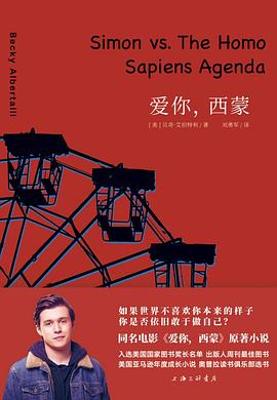 Becky Albertalli
Simon vs. The Homo
Sapiens Agenda
爱你，西蒙
[美] 贝奇·艾伯特利 / 著 刘勇军 / 译
如果世界不喜欢你本来的样子
你是否依旧敢于做自己？
同名电影《爱你，西蒙》原著小说
入选美国国家图书奖长名单 出版人周刊最佳图书
美国亚马逊年度成长小说 奥普拉读书俱乐部选书
上海三联书店